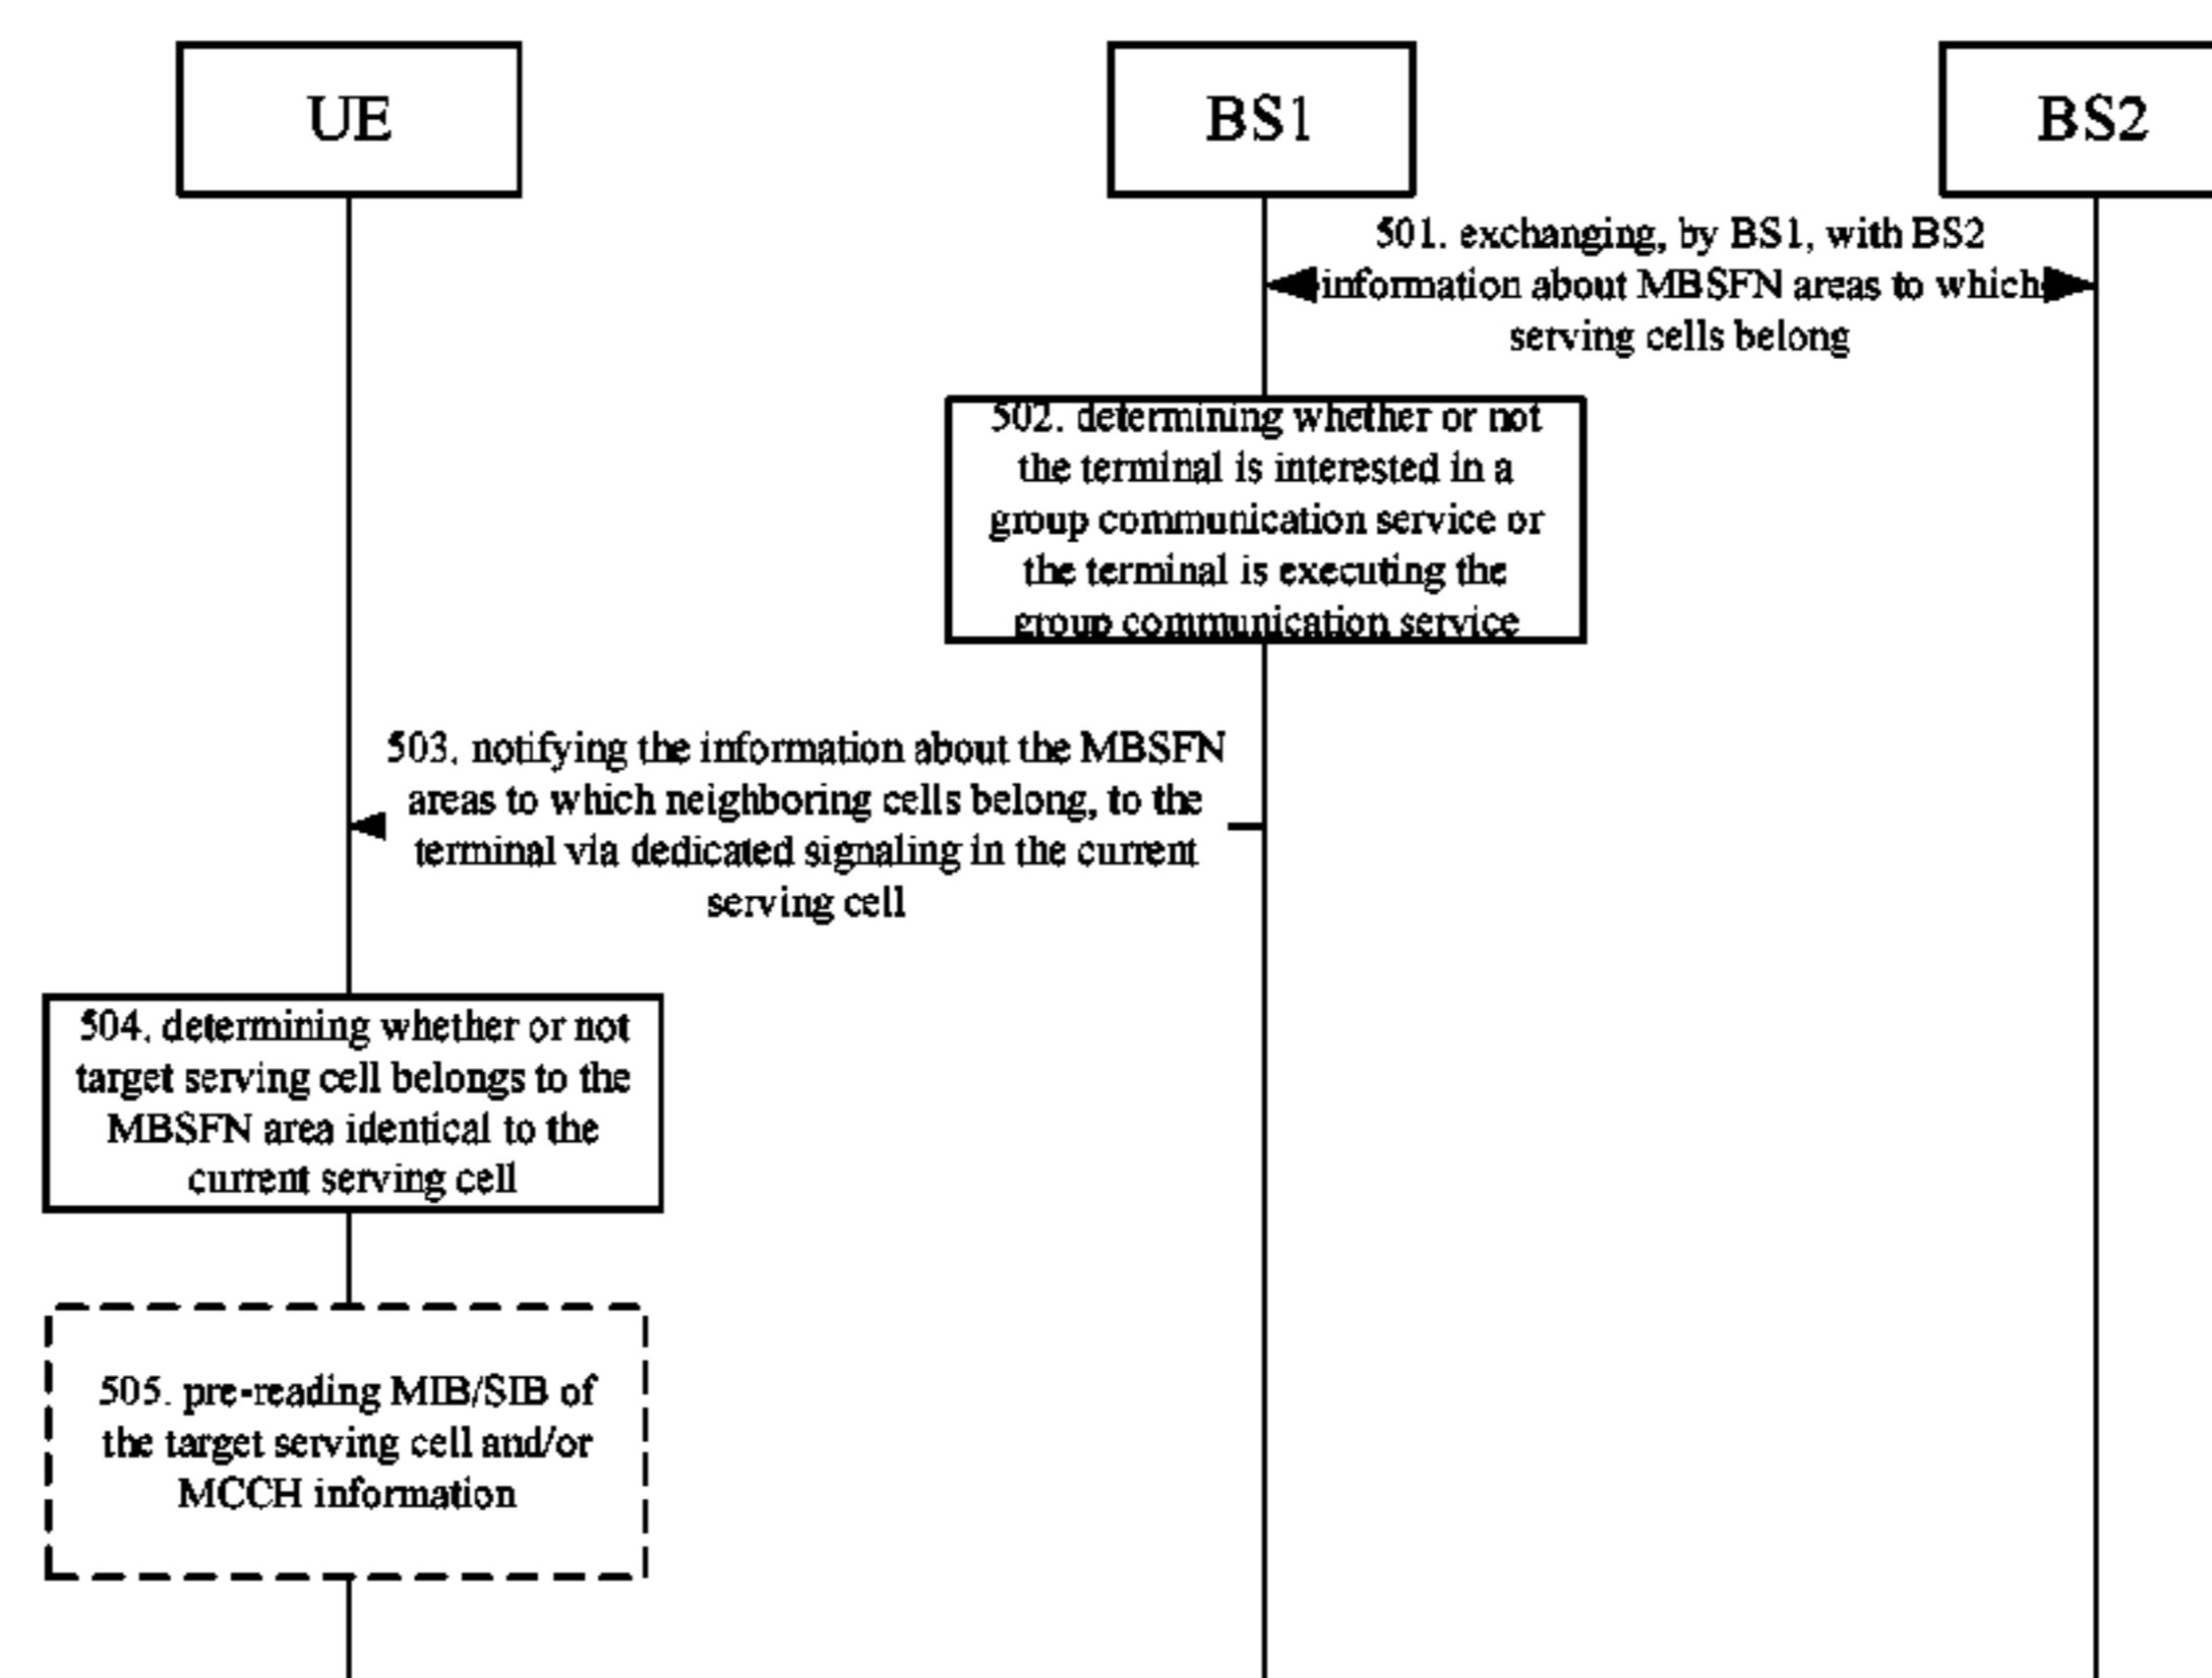 UE
BS1
BS2
501. exchanging, by BS1, with BS2
information about MBSFN areas to which
serving cells belong
502. determining whether or not
the terminal is interested in a
group communication service or
the terminal is executing the
group communication service
503. notifying the information about the MBSFN
areas to which neighboring cells belong, to the
terminal via dedicated signaling in the current
serving cell
504. determining whether or not
target serving cell belongs to the
MBSFN area identical to the
current serving cell
505. pre-reading MIB/SIB of
the target serving cell and/or
MCCH information